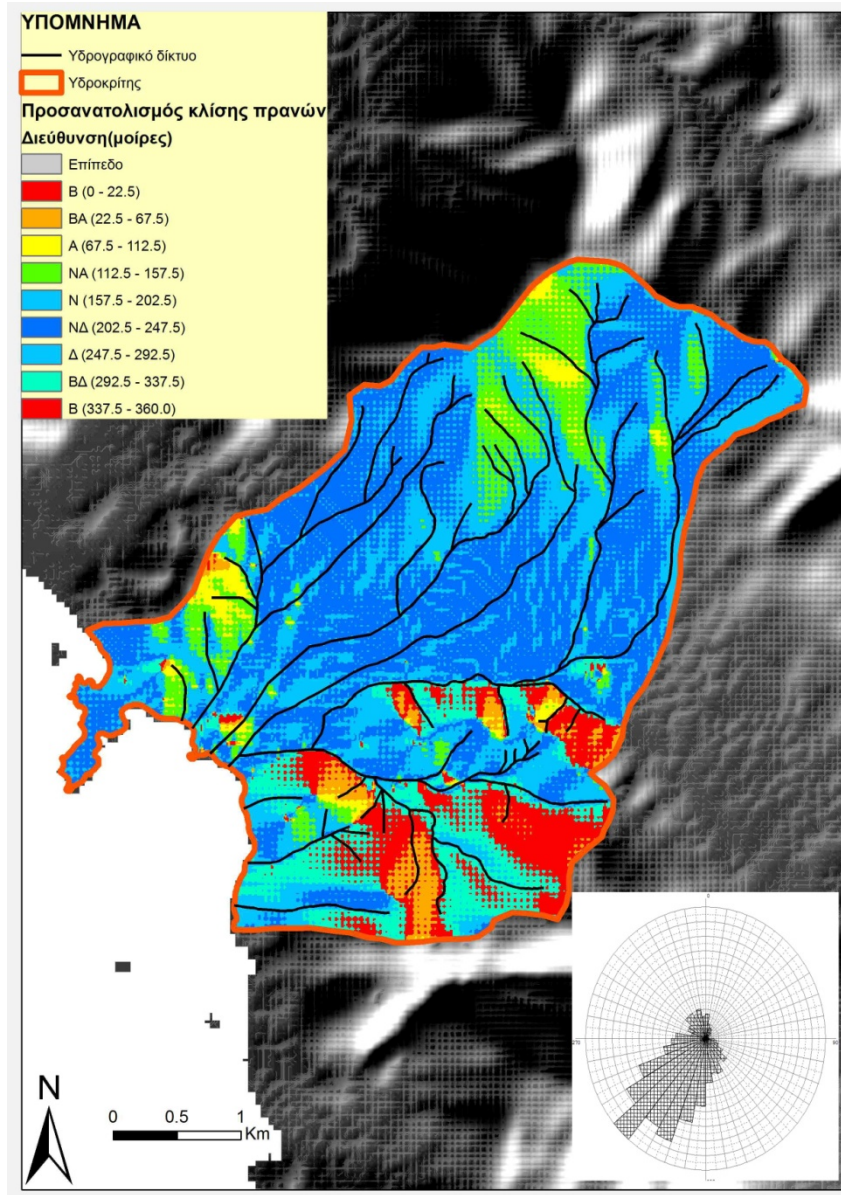 ΥΠΟΜΝΗΜΑ
Υδρογραφικό δίκτυο
Υδροκρίτης
Προσανατολισμός κλίσης πρανών
Διεύθυνση(μοίρες)
Επίπεδο
Β (0 - 22.5)
ΒΑ (22.5 - 67.5)
Α (67.5 - 112.5)
ΝΑ (112.5 - 157.5)
Ν (157.5 - 202.5)
ΝΔ (202.5 - 247.5)
Δ (247.5 - 292.5)
ΒΔ (292.5 - 337.5)
Β (337.5 - 360.0)
0
N
0 0.5 1
Km